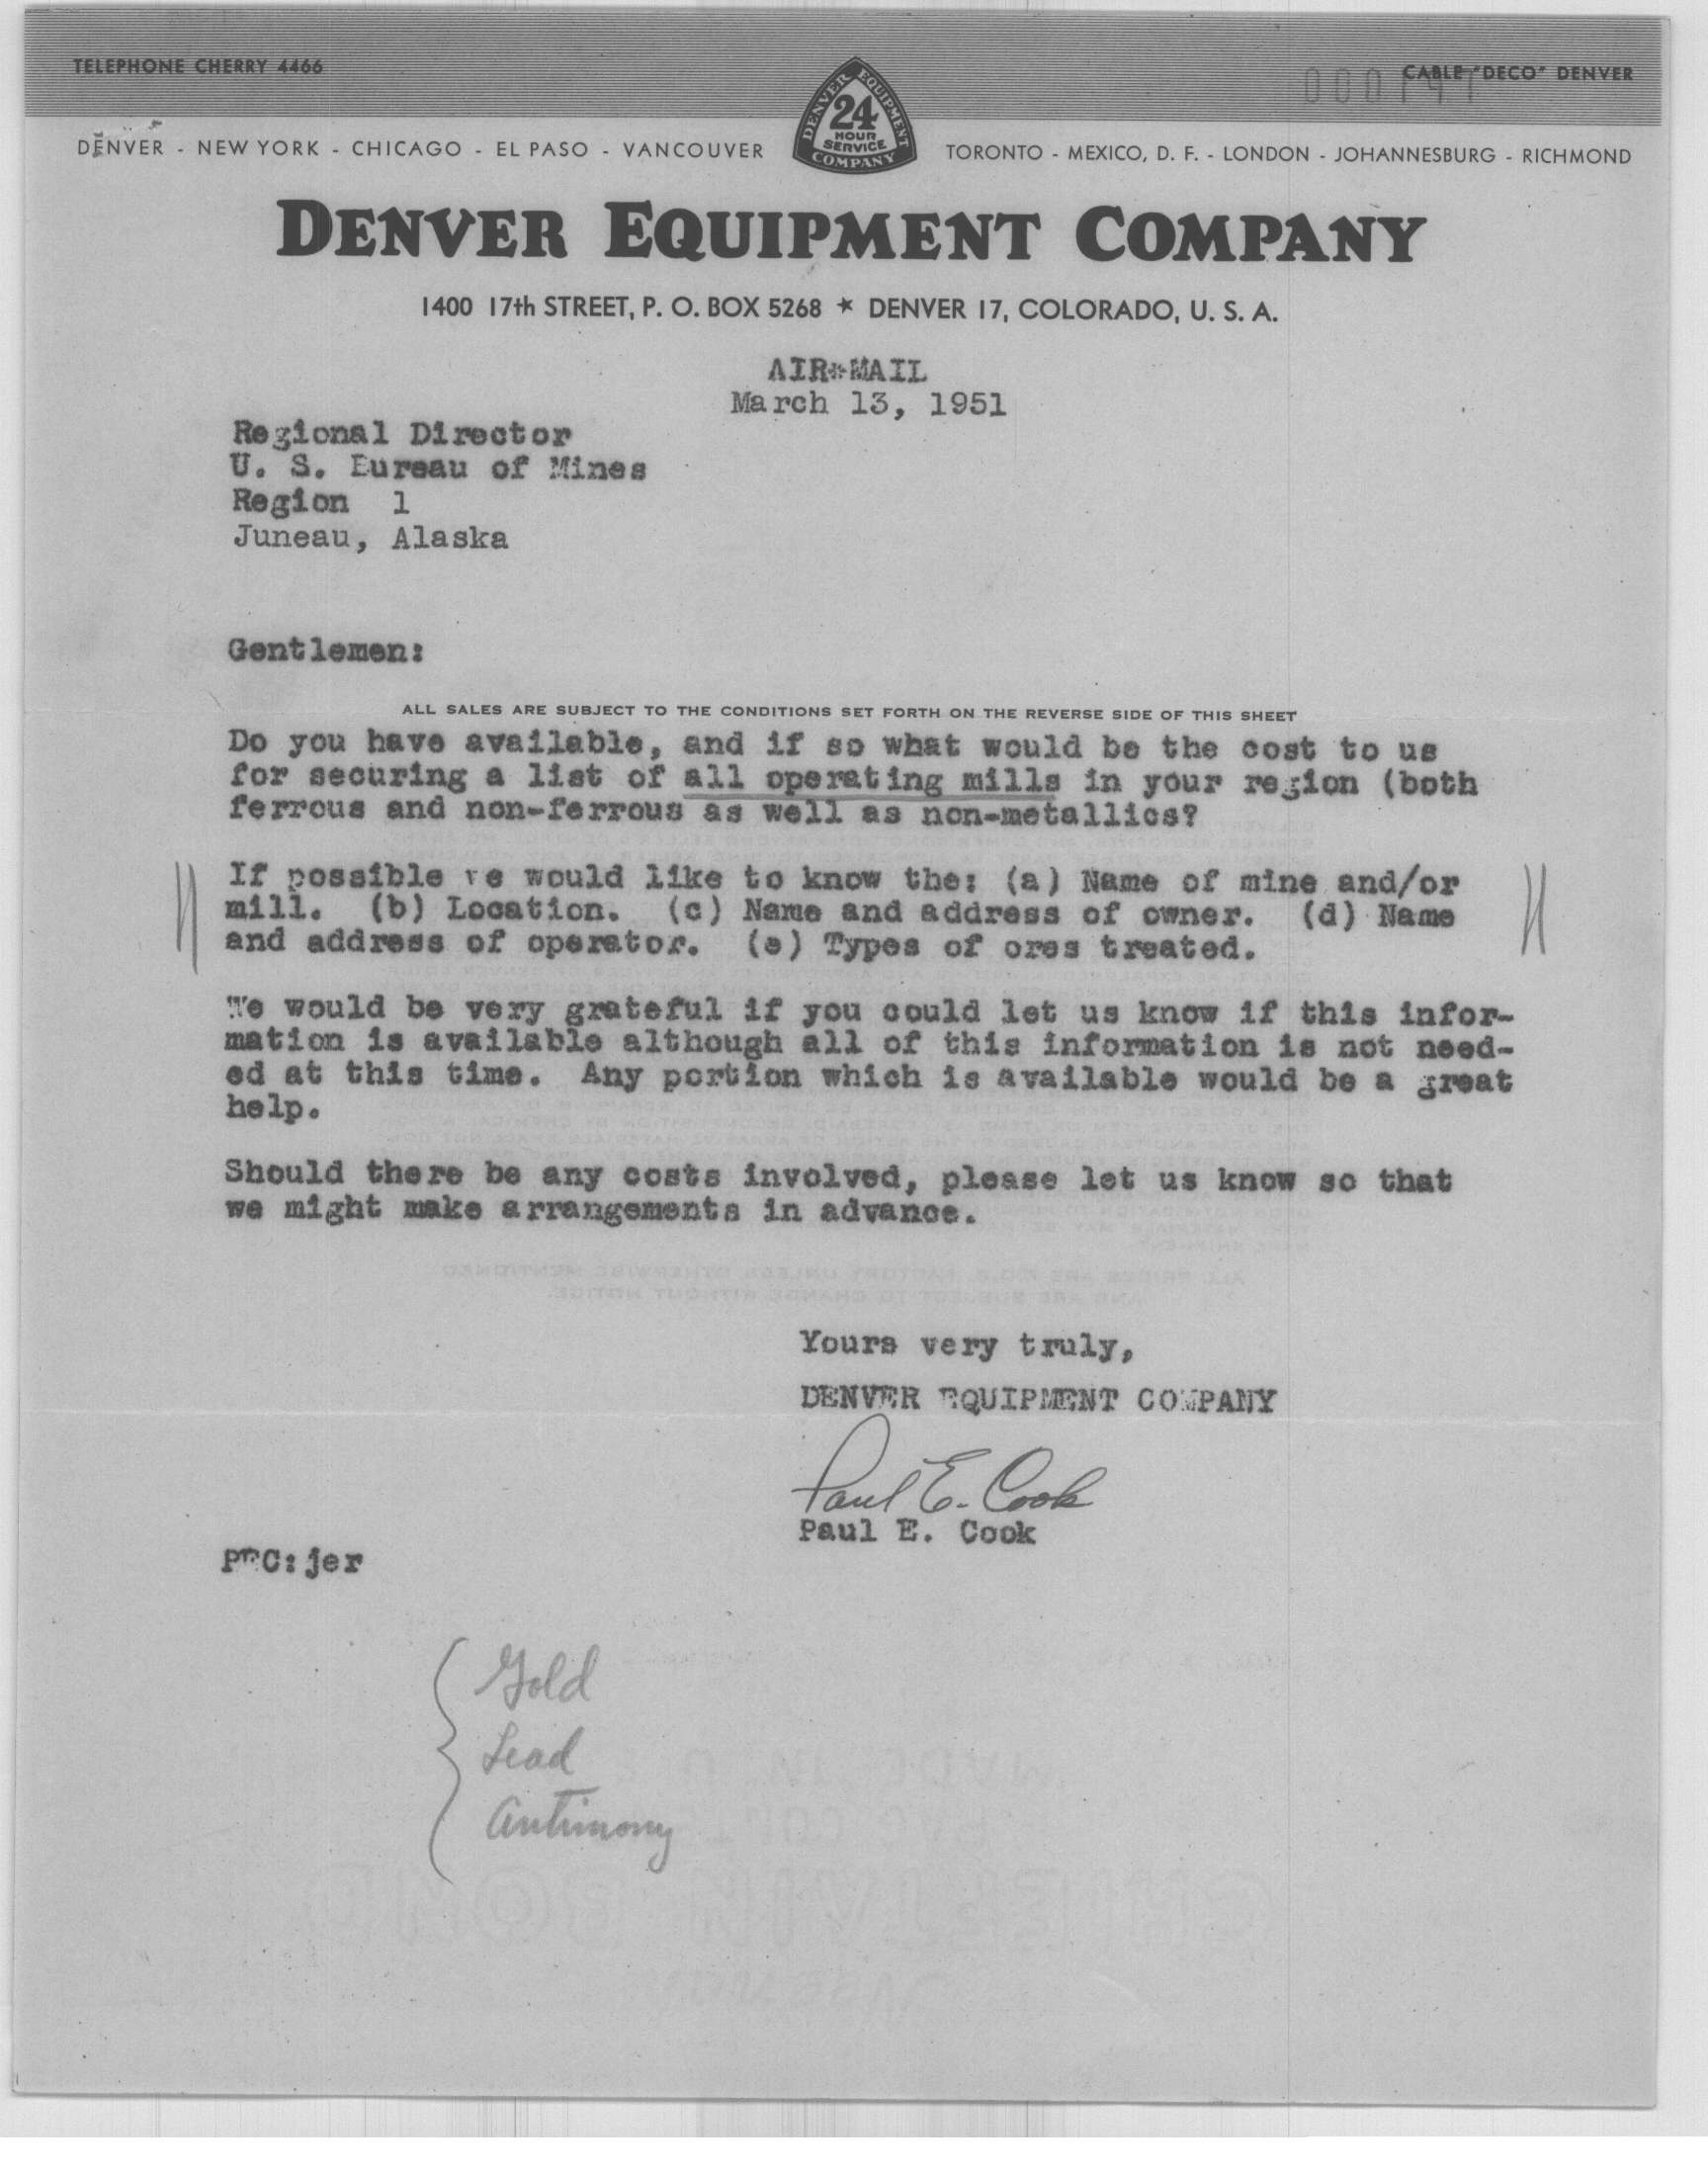 TELEPHONE CHERRY 4466
CABLE "DECO" DENVER
DENVER EQUIPMENT COMPANY
24
HOUR
SERVICE
DENVER - NEW YORK - CHICAGO - EL PASO - VANCOUVER
TORONTO - MEXICO, D. F. - LONDON - JOHANNESBURG - RICHMOND
DENVER EQUIPMENT COMPANY
1400 17th STREET, P. O. BOX 5268 ★ DENVER 17, COLORADO, U. S. A.
AIR*MAIL
March 13, 1951
Regional Director
U. S. Bureau of Mines
Region 1
Juneau, Alaska
Gentlemen:
ALL SALES ARE SUBJECT TO THE CONDITIONS SET FORTH ON THE REVERSE SIDE OF THIS SHEET
Do you have available, and if so what would be the cost to us
for securing a list of all operating mills in your region (both
ferrous and non-ferrous as well as non-metallics?
If possible we would like to know the: (a) Name of mine and/or
mill. (b) Location. (c) Name and address of owner. (d) Name
and address of operator. (e) Types of ores treated.
We would be very grateful if you could let us know if this infor-
mation is available although all of this information is not need-
ed at this time. Any portion which is available would be a great
help.
Should there be any costs involved, please let us know so that
we might make arrangements in advance.
Yours very truly,
DENVER EQUIPMENT COMPANY
Paul E. Cook
Paul E. Cook
PEC:jer
Gold
Lead
Antimony